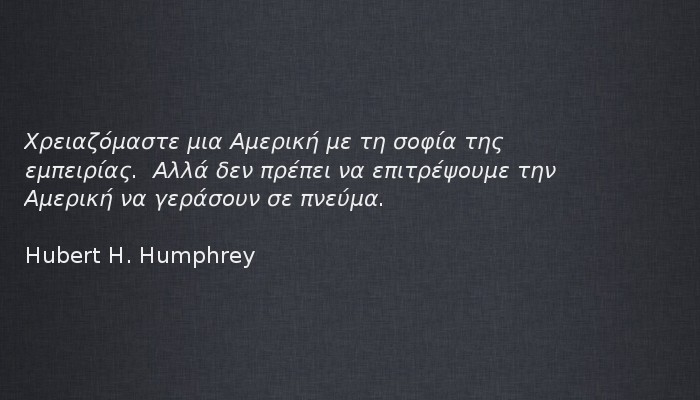 Χρειαζόμαστε μια Αμερική με τη σοφία της
εμπειρίας.  Αλλά δεν πρέπει να επιτρέψουμε την
Αμερική να γεράσουν σε πνεύμα.
Hubert H. Humphrey